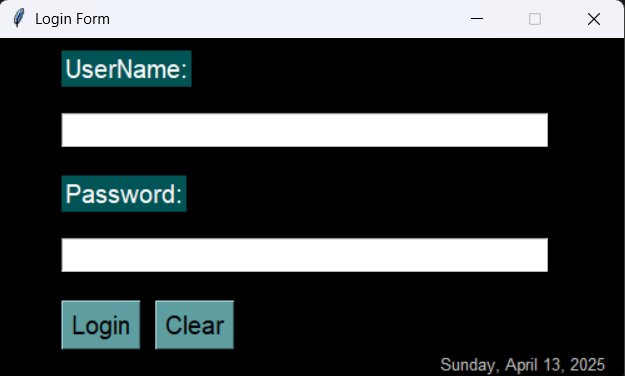 Login Form
UserName:
Password:
Login Clear
Sunday, April 13, 2025